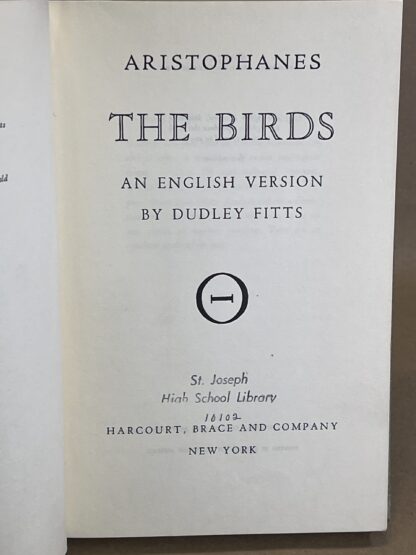 ARISTOPHANES
THE BIRDS
AN ENGLISH VERSION
BY DUDLEY FITTS
Θ
St. Joseph
High School Library
10102
HARCOURT, BRACE AND COMPANY
NEW YORK